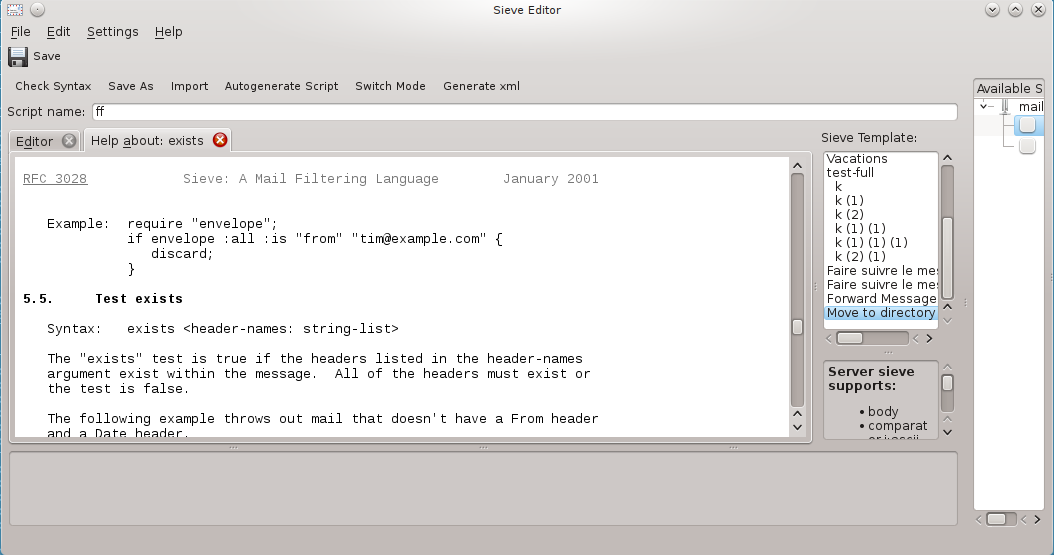 Sieve Editor
File Edit Settings Help
Save
Check Syntax Save As Import Autogenerate Script Switch Mode Generate xml
Script name: ff
Editor Help about: exists
RFC 3028 Sieve: A Mail Filtering Language January 2001
Example: require "envelope";
if envelope :all :is "from" "tim@example.com" {
discard;
}
5.5. Test exists
Syntax: exists <header-names: string-list>
The "exists" test is true if the headers listed in the header-names
argument exist within the message. All of the headers must exist or
the test is false.
The following example throws out mail that doesn't have a From header
and a Date header.
Sieve Template:
Vacations
test-full
k
k (1)
k (2)
k (1) (1)
k (1) (1) (1)
k (2) (1)
Faire suivre le mes
Faire suivre le mes
Forward Message
Move to directory
Server sieve
supports:
• body
• comparat
or i;ascii
Available S
mail